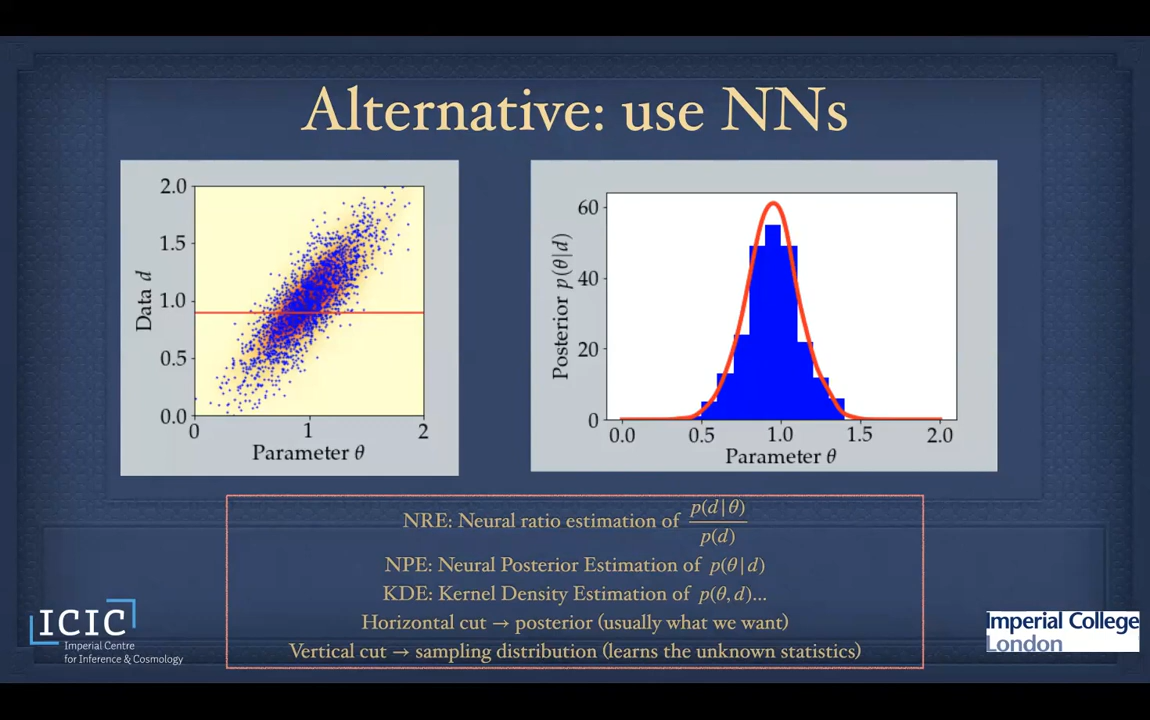 Alternative: use NNs
2.0
1.5
1.0
0.5
0.0
Data d
0
1
2
Parameter θ
60
40
20
0
Posterior p(θ|d)
0.0
0.5
1.0
1.5
2.0
Parameter θ
NRE: Neural ratio estimation of p(d|θ)
p(d)
NPE: Neural Posterior Estimation of p(θ|d)
KDE: Kernel Density Estimation of p(θ,d)...
Horizontal cut → posterior (usually what we want)
Vertical cut → sampling distribution (learns the unknown statistics)
ICIC
Imperial Centre
for Inference & Cosmology
Imperial College
London